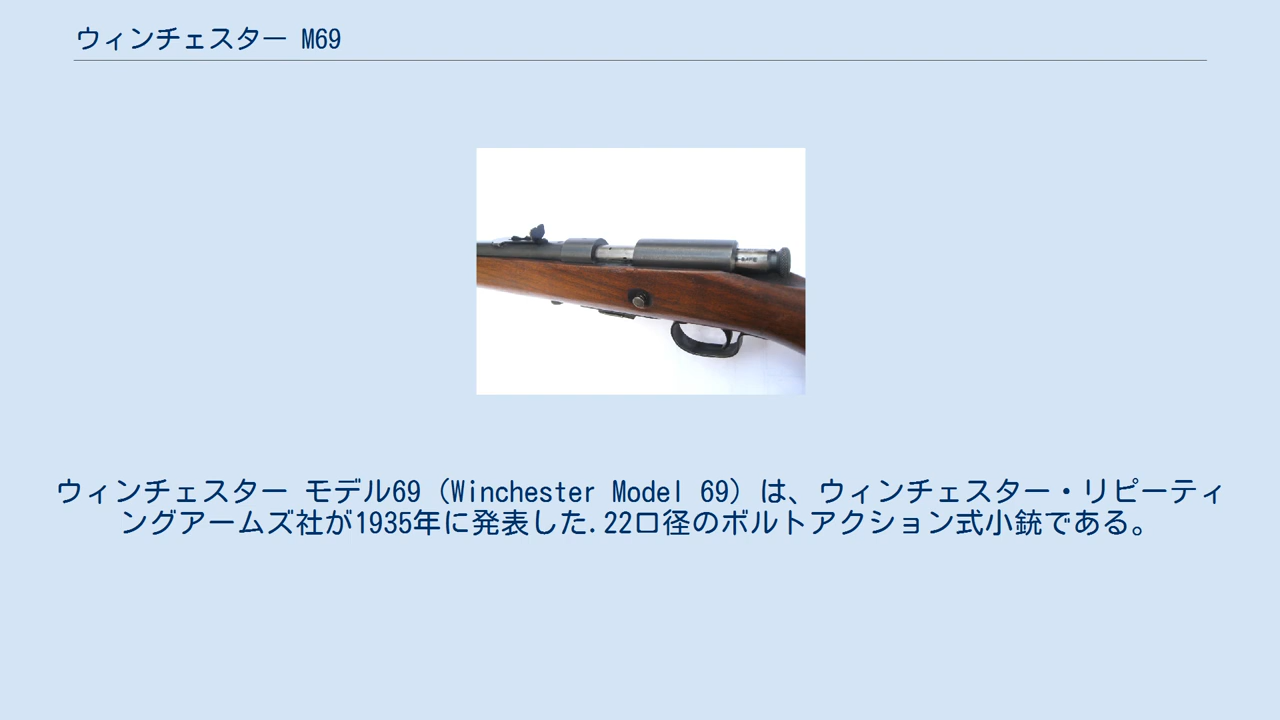 ウィンチェスター M69
ウィンチェスター モデル69（Winchester Model 69）は、ウィンチェスター・リピーティ
ングアームズ社が1935年に発表した.22口径のボルトアクション式小銃である。